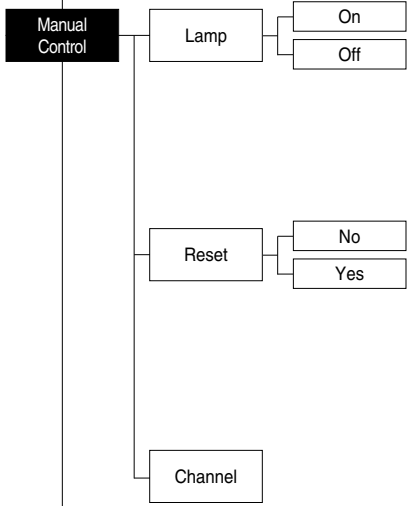 Manual
Control
Lamp
On
Off
Reset
No
Yes
Channel